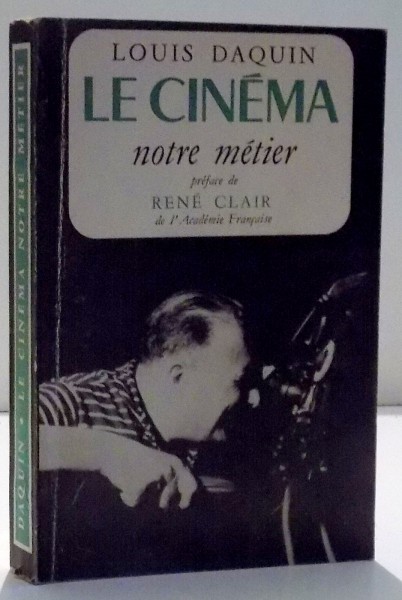 LOUIS DAQUIN
LE CINÉMA
notre métier
préface de
RENÉ CLAIR
de l'Académie Française
DAQUIN • LE CINÉMA NOTRE MÉTIER